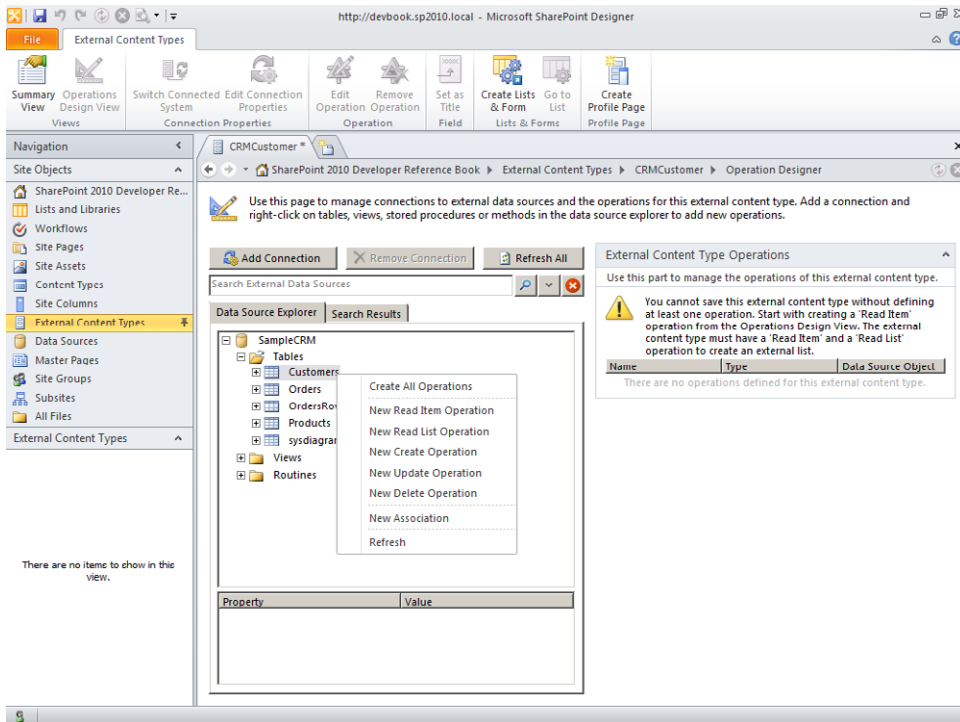 http://devbook.sp2010.local - Microsoft SharePoint Designer
File
External Content Types
Summary View
Operations Design View
Switch Connected System
Edit Connection Properties
Edit Operation
Remove Operation
Set as Title
Create Lists & Form
Go to List
Create Profile Page
Views
Connection Properties
Operation
Field
Lists & Forms
Profile Page
Navigation
CRMCustomer *
Site Objects
SharePoint 2010 Developer Reference Book
External Content Types
CRMCustomer
Operation Designer
SharePoint 2010 Developer Re...
Lists and Libraries
Workflows
Site Pages
Site Assets
Content Types
Site Columns
External Content Types
Data Sources
Master Pages
Site Groups
Subsites
All Files
External Content Types
There are no items to show in this
view.
Use this page to manage connections to external data sources and the operations for this external content type. Add a connection and
right-click on tables, views, stored procedures or methods in the data source explorer to add new operations.
Add Connection
Remove Connection
Refresh All
Search External Data Sources
Data Source Explorer
Search Results
SampleCRM
Tables
Customers
Orders
OrdersRo
Products
sysdiagra
Views
Routines
Create All Operations
New Read Item Operation
New Read List Operation
New Create Operation
New Update Operation
New Delete Operation
New Association
Refresh
Property
Value
External Content Type Operations
Use this part to manage the operations of this external content type.
You cannot save this external content type without defining
at least one operation. Start with creating a 'Read Item'
operation from the Operations Design View. The external
content type must have a 'Read Item' and a 'Read List'
operation to create an external list.
Name
Type
Data Source Object
There are no operations defined for this external content type.